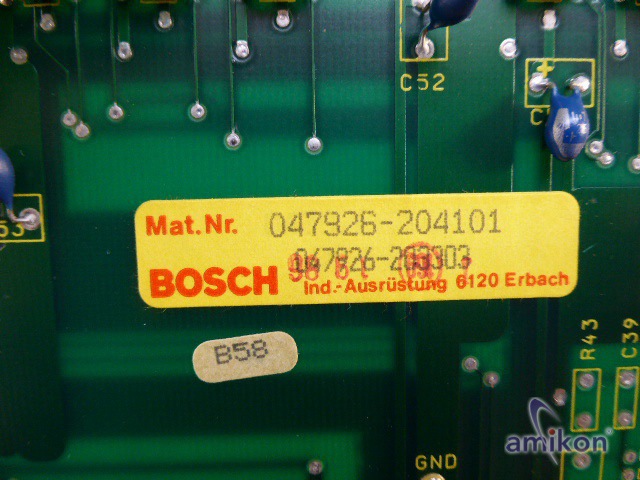 C52
Mat.Nr. 047926-204101
BOSCH
Ind.-Ausrüstung 6120 Erbach
B58
R43
C39
GND
amikon